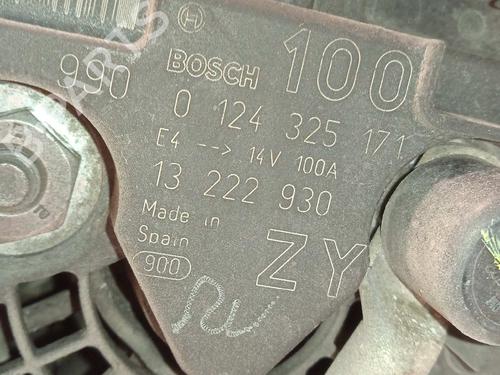 990 BOSCH 100
0 124 325 171
E4 --> 14V 100A
13 222 930
Made in
Spain
900 ZY